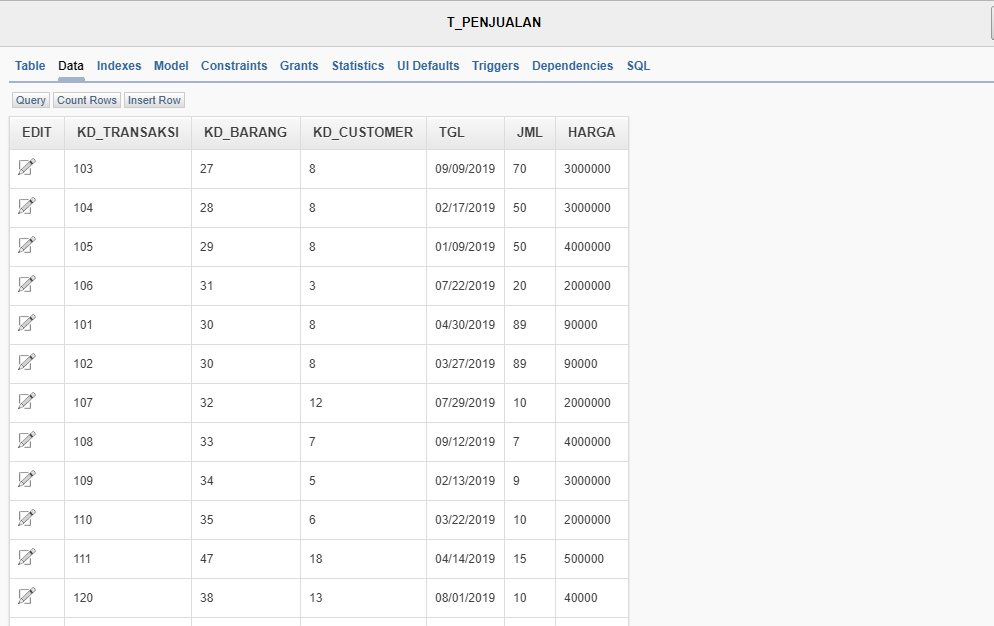 T_PENJUALAN
Table Data Indexes Model Constraints Grants Statistics UI Defaults Triggers Dependencies SQL
Query Count Rows Insert Row
EDIT KD_TRANSAKSI KD_BARANG KD_CUSTOMER TGL JML HARGA
103 27 8 09/09/2019 70 3000000
104 28 8 02/17/2019 50 3000000
105 29 8 01/09/2019 50 4000000
106 31 3 07/22/2019 20 2000000
101 30 8 04/30/2019 89 90000
102 30 8 03/27/2019 89 90000
107 32 12 07/29/2019 10 2000000
108 33 7 09/12/2019 7 4000000
109 34 5 02/13/2019 9 3000000
110 35 6 03/22/2019 10 2000000
111 47 18 04/14/2019 15 500000
120 38 13 08/01/2019 10 40000